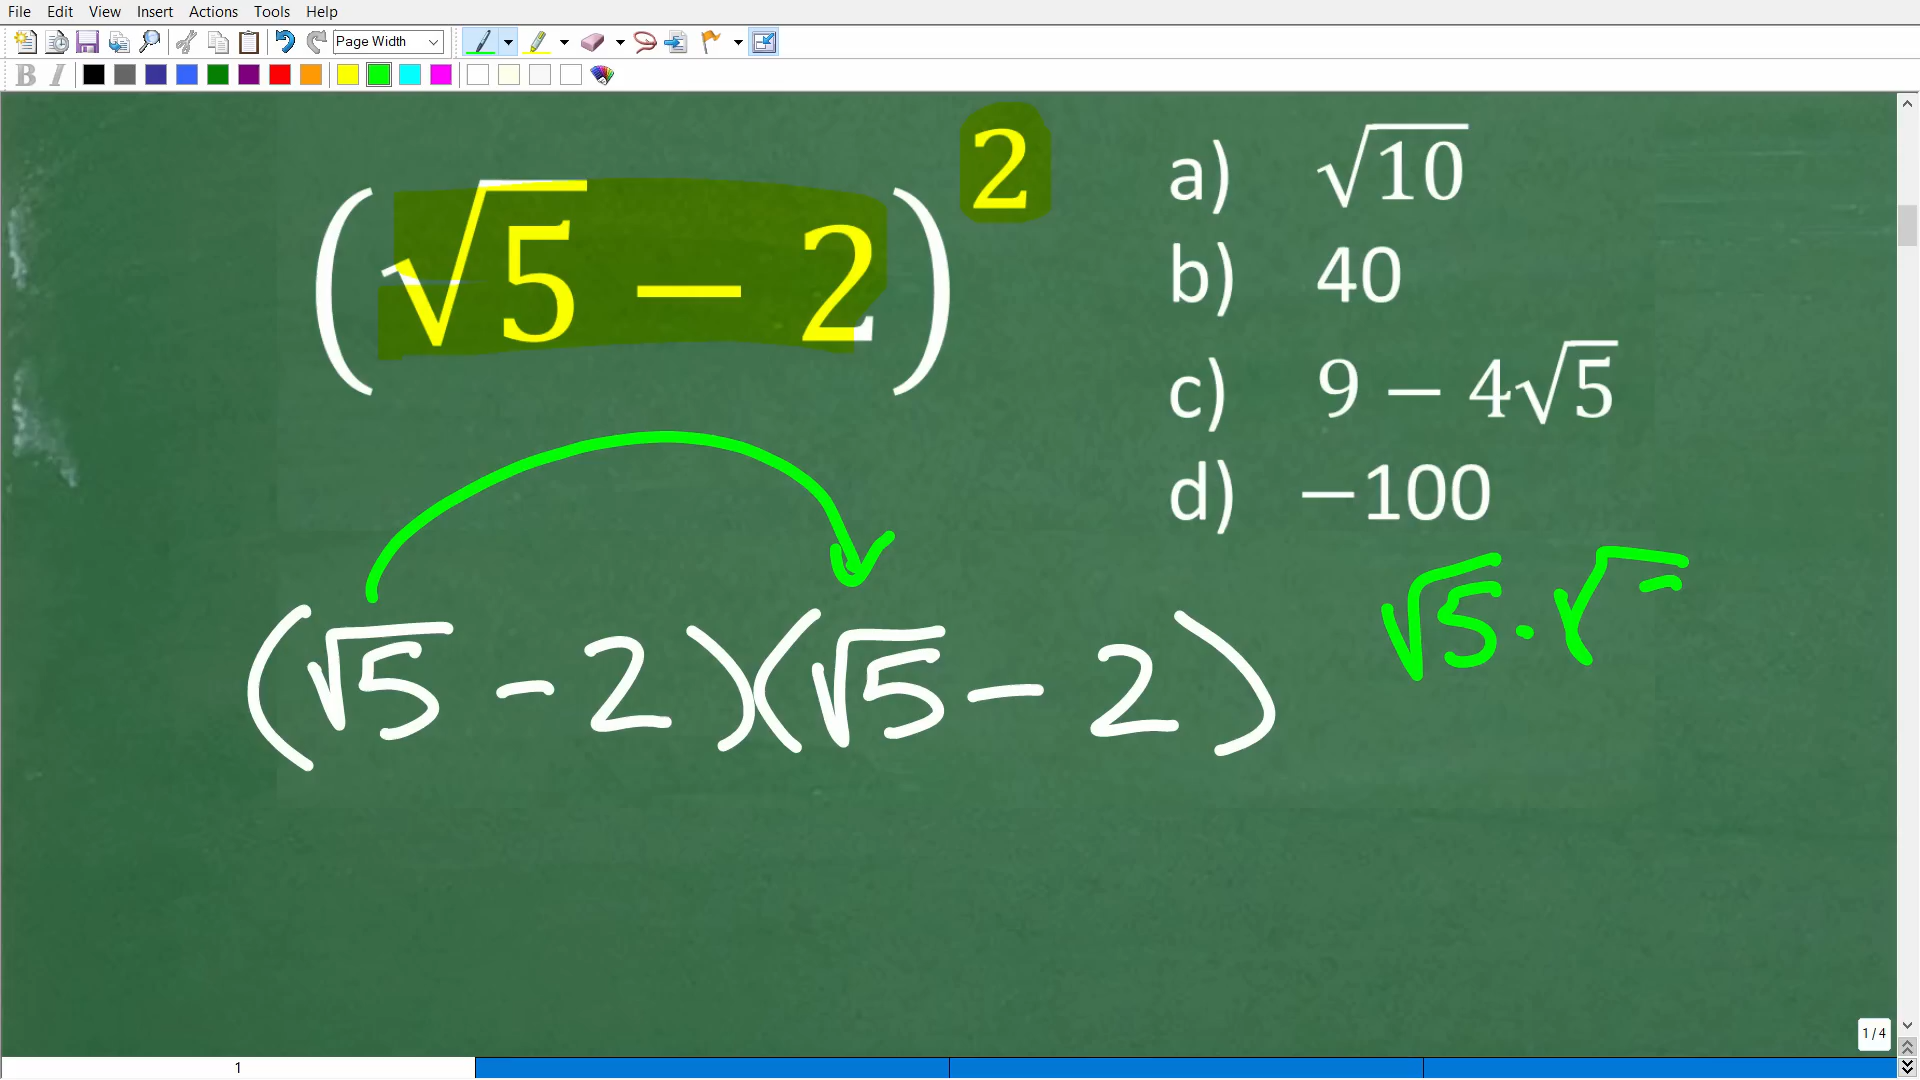 File Edit View Insert Actions Tools Help
Page Width
B I
(√5 − 2)²
a) √10
b) 40
c) 9 − 4√5
d) −100
√5 · √
(√5 − 2)(√5 − 2)
1 / 4
1